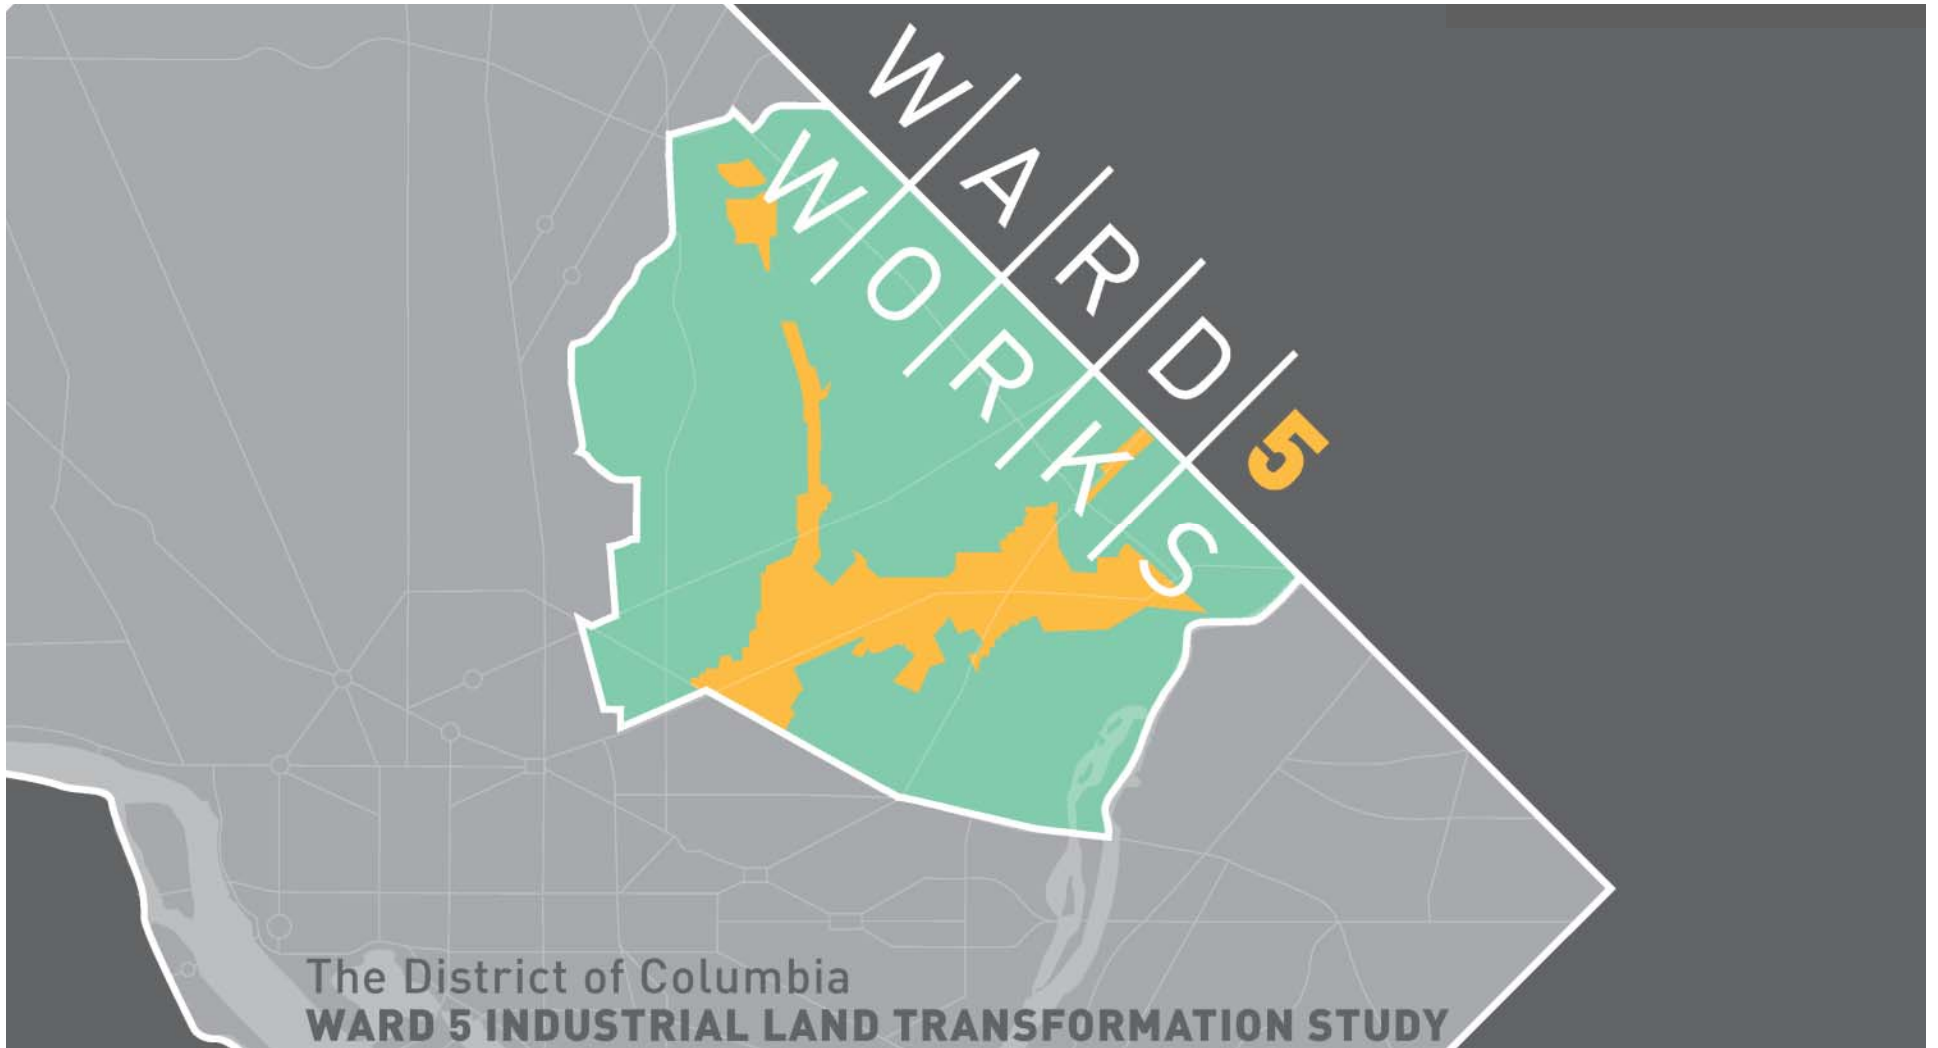 WARD 5
WORKS
The District of Columbia
WARD 5 INDUSTRIAL LAND TRANSFORMATION STUDY